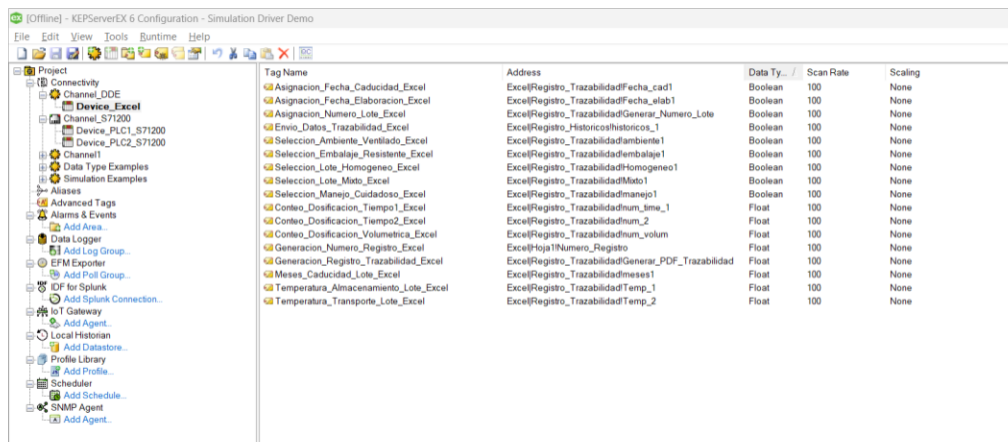 [Offline] - KEPServerEX 6 Configuration - Simulation Driver Demo
File Edit View Tools Runtime Help
Project
Connectivity
Channel_DDE
Device_Excel
Channel_S71200
Device_PLC1_S71200
Device_PLC2_S71200
Channel1
Data Type Examples
Simulation Examples
Aliases
Advanced Tags
Alarms & Events
Add Area...
Data Logger
Add Log Group...
EFM Exporter
Add Poll Group...
IDF for Splunk
Add Splunk Connection...
IoT Gateway
Add Agent...
Local Historian
Add Datastore...
Profile Library
Add Profile...
Scheduler
Add Schedule...
SNMP Agent
Add Agent...
Tag Name Address Data Ty... / Scan Rate Scaling
Asignacion_Fecha_Caducidad_Excel Excel|Registro_Trazabilidad!Fecha_cad1 Boolean 100 None
Asignacion_Fecha_Elaboracion_Excel Excel|Registro_Trazabilidad!Fecha_elab1 Boolean 100 None
Asignacion_Numero_Lote_Excel Excel|Registro_Trazabilidad!Generar_Numero_Lote Boolean 100 None
Envio_Datos_Trazabilidad_Excel Excel|Registro_Historicos!historicos_1 Boolean 100 None
Seleccion_Ambiente_Ventilado_Excel Excel|Registro_Trazabilidad!ambiente1 Boolean 100 None
Seleccion_Embalaje_Resistente_Excel Excel|Registro_Trazabilidad!embalaje1 Boolean 100 None
Seleccion_Lote_Homogeneo_Excel Excel|Registro_Trazabilidad!Homogeneo1 Boolean 100 None
Seleccion_Lote_Mixto_Excel Excel|Registro_Trazabilidad!Mixto1 Boolean 100 None
Seleccion_Manejo_Cuidadoso_Excel Excel|Registro_Trazabilidad!manejo1 Boolean 100 None
Conteo_Dosificacion_Tiempo1_Excel Excel|Registro_Trazabilidad!num_time_1 Float 100 None
Conteo_Dosificacion_Tiempo2_Excel Excel|Registro_Trazabilidad!num_2 Float 100 None
Conteo_Dosificacion_Volumetrica_Excel Excel|Registro_Trazabilidad!num_volum Float 100 None
Generacion_Numero_Registro_Excel Excel|Hoja1!Numero_Registro Float 100 None
Generacion_Registro_Trazabilidad_Excel Excel|Registro_Trazabilidad!Generar_PDF_Trazabilidad Float 100 None
Meses_Caducidad_Lote_Excel Excel|Registro_Trazabilidad!meses1 Float 100 None
Temperatura_Almacenamiento_Lote_Excel Excel|Registro_Trazabilidad!Temp_1 Float 100 None
Temperatura_Transporte_Lote_Excel Excel|Registro_Trazabilidad!Temp_2 Float 100 None